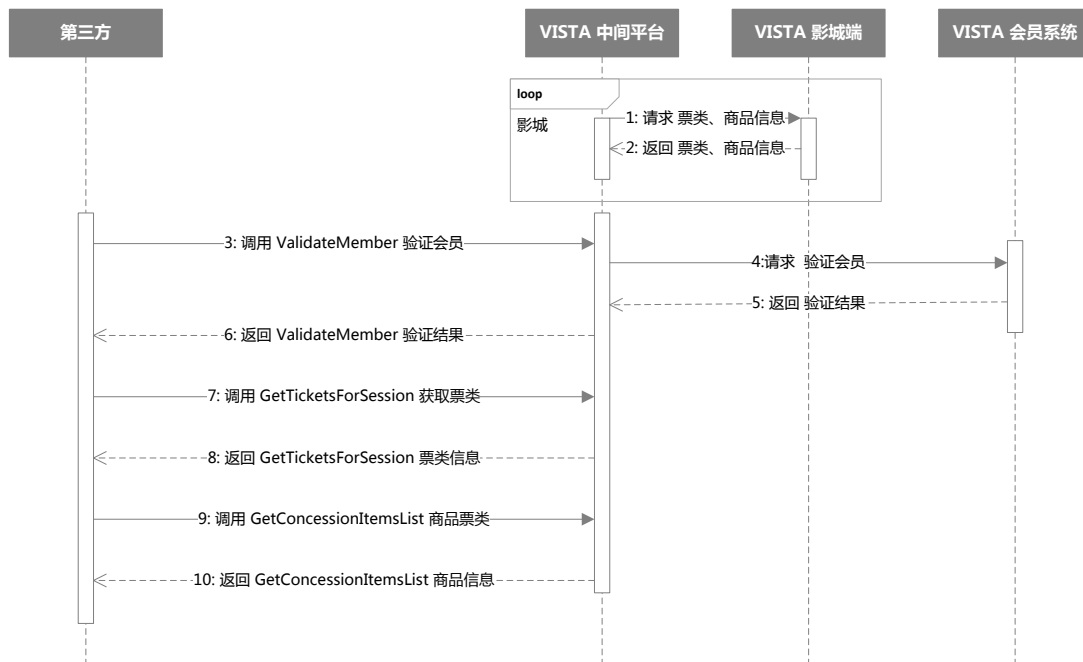 第三方
VISTA 中间平台
VISTA 影城端
VISTA 会员系统
loop
影城
1: 请求 票类、商品信息
2: 返回 票类、商品信息
3: 调用 ValidateMember 验证会员
4:请求 验证会员
5: 返回 验证结果
6: 返回 ValidateMember 验证结果
7: 调用 GetTicketsForSession 获取票类
8: 返回 GetTicketsForSession 票类信息
9: 调用 GetConcessionItemsList 商品票类
10: 返回 GetConcessionItemsList 商品信息